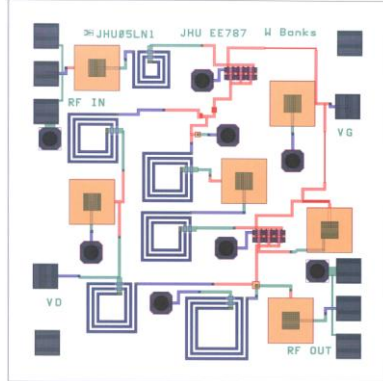 JHU05LN1 JHU EE787 W Banks
RF IN
VG
VD
RF OUT